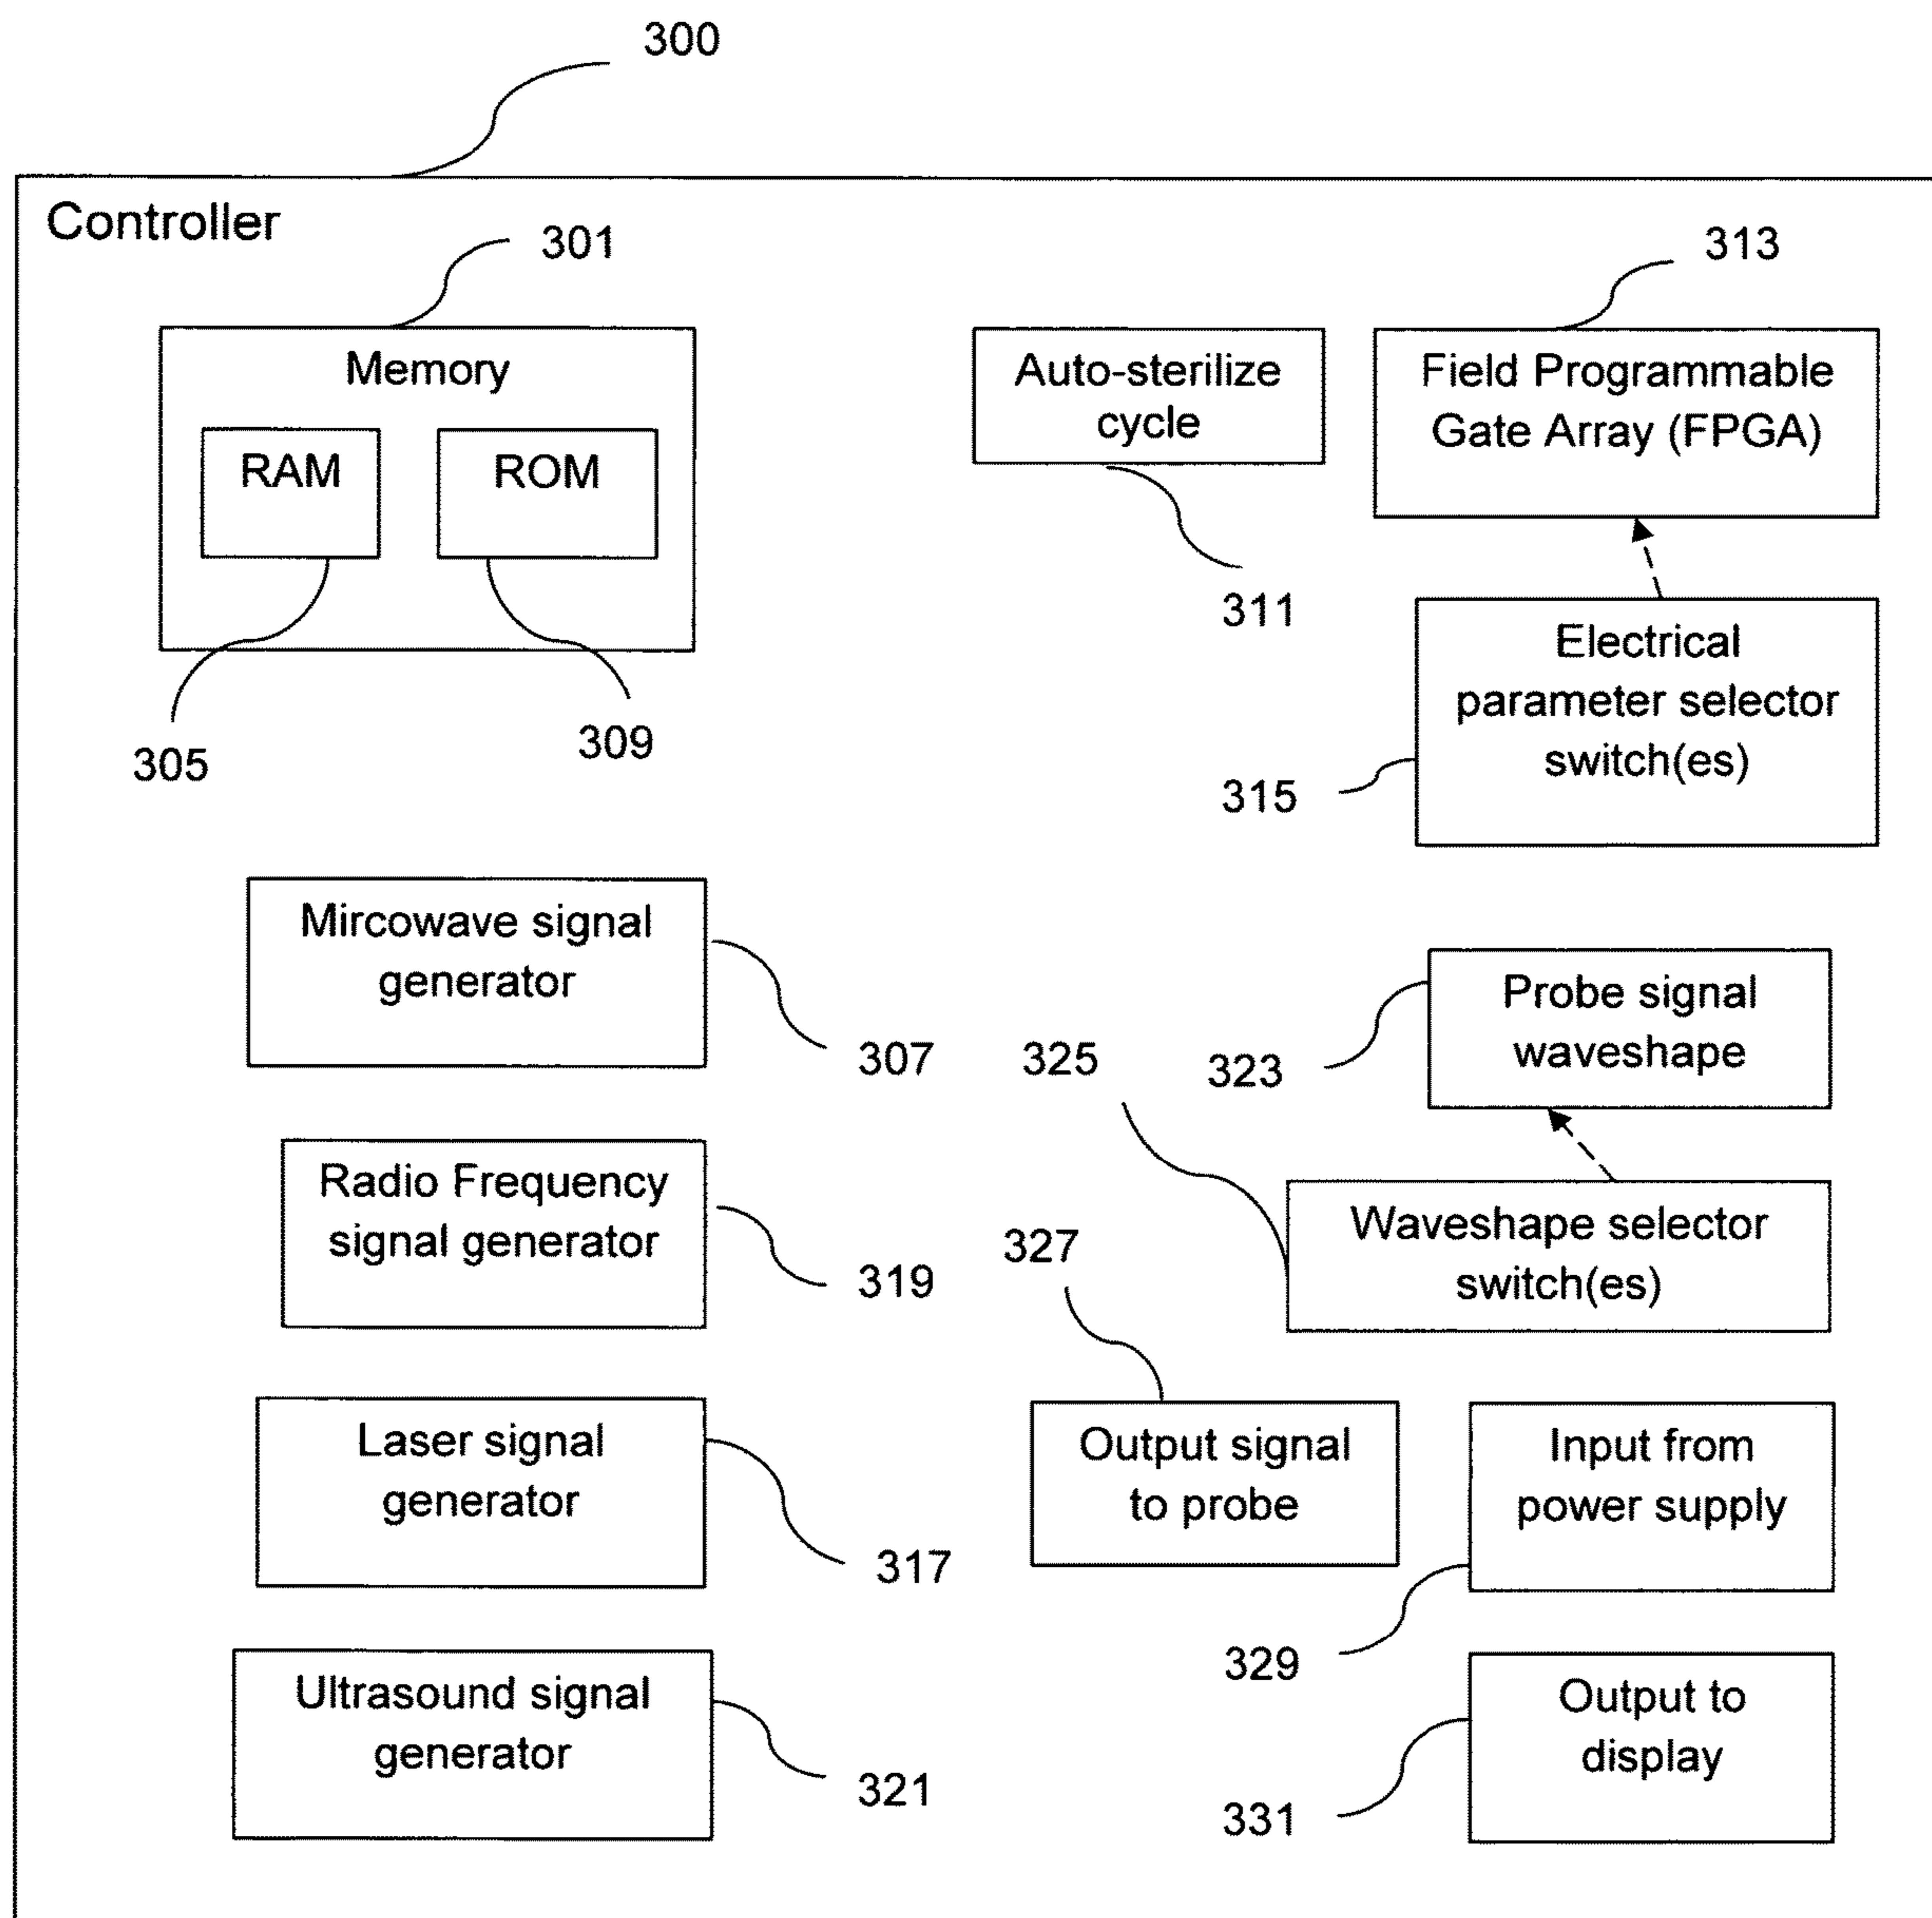 300
Controller
301
313
Memory
RAM
ROM
305
309
Auto-sterilize
cycle
311
Field Programmable
Gate Array (FPGA)
Electrical
parameter selector
switch(es)
315
Mircowave signal
generator
307
325
323
Probe signal
waveshape
Radio Frequency
signal generator
319
327
Waveshape selector
switch(es)
Laser signal
generator
317
Output signal
to probe
Input from
power supply
329
Ultrasound signal
generator
321
Output to
display
331